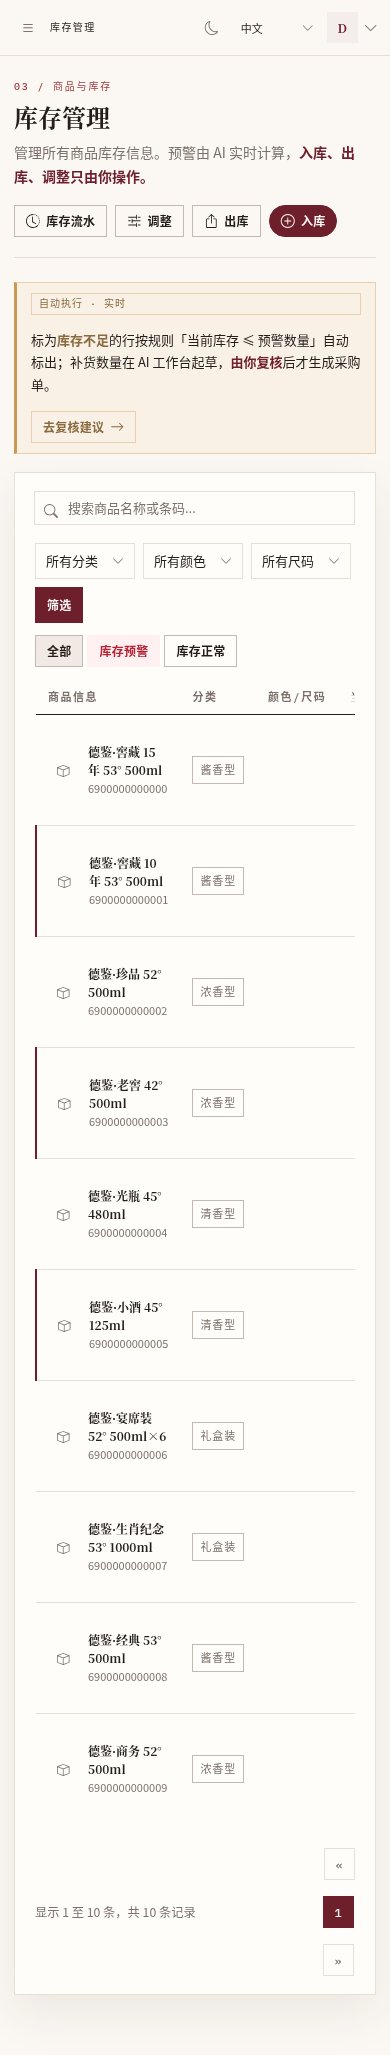 库存管理
中文
D
03 / 商品与库存
库存管理
管理所有商品库存信息。预警由 AI 实时计算，入库、出
库、调整只由你操作。
库存流水
调整
出库
入库
自动执行 · 实时
标为库存不足的行按规则「当前库存 ≤ 预警数量」自动
标出；补货数量在 AI 工作台起草，由你复核后才生成采购
单。
去复核建议 →
搜索商品名称或条码...
所有分类
所有颜色
所有尺码
筛选
全部
库存预警
库存正常
商品信息
分类
颜色/尺码
德鉴·窖藏 15
年 53° 500ml
6900000000000
酱香型
德鉴·窖藏 10
年 53° 500ml
6900000000001
酱香型
德鉴·珍品 52°
500ml
6900000000002
浓香型
德鉴·老窖 42°
500ml
6900000000003
浓香型
德鉴·光瓶 45°
480ml
6900000000004
清香型
德鉴·小酒 45°
125ml
6900000000005
清香型
德鉴·宴席装
52° 500ml×6
6900000000006
礼盒装
德鉴·生肖纪念
53° 1000ml
6900000000007
礼盒装
德鉴·经典 53°
500ml
6900000000008
酱香型
德鉴·商务 52°
500ml
6900000000009
浓香型
«
显示 1 至 10 条，共 10 条记录
1
»